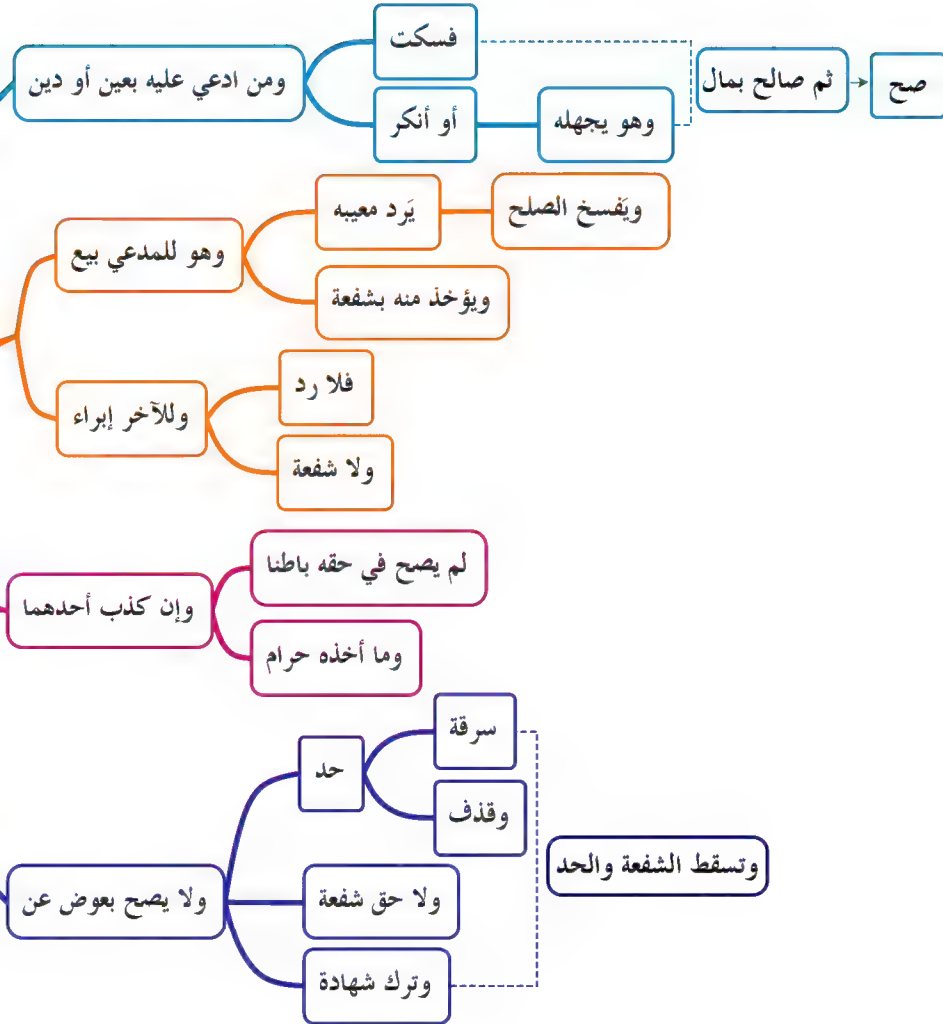 ومن ادعي عليه بعين أو دين
فسكت
أو أنكر
وهو يجهله
ثم صالح بمال
صح
وهو للمدعي بيع
يَرد معيبه
ويَفسخ الصلح
ويؤخذ منه بشفعة
وللآخر إبراء
فلا رد
ولا شفعة
وإن كذب أحدهما
لم يصح في حقه باطنا
وما أخذه حرام
ولا يصح بعوض عن
حد
سرقة
وقذف
ولا حق شفعة
وترك شهادة
وتسقط الشفعة والحد